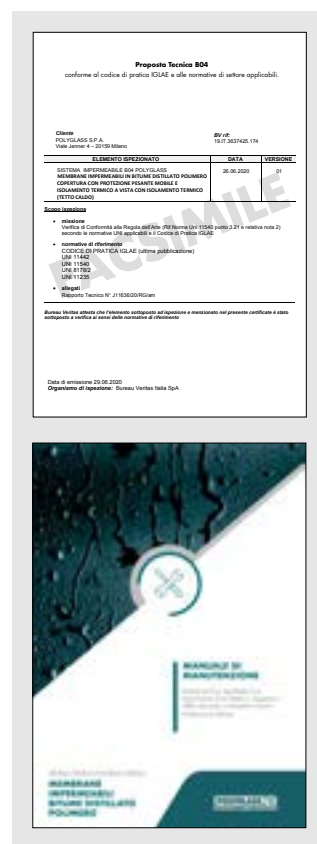 Proposta Tecnica B04
conforme al codice di pratica IGLAE e alle normative di settore applicabili.
Cliente
POLYGLASS S.P.A.
Viale Jenner 4 – 20159 Milano
BV rif:
19.IT.3637425.174
ELEMENTO ISPEZIONATO DATA VERSIONE
SISTEMA IMPERMEABILE B04 POLYGLASS 26.06.2020 01
MEMBRANE IMPERMEABILI IN BITUME DISTILLATO POLIMERO
COPERTURA CON PROTEZIONE PESANTE MOBILE E
ISOLAMENTO TERMICO A VISTA CON ISOLAMENTO TERMICO
(TETTO CALDO)
Scopo ispezione
• missione
Verifica di Conformità alla Regola dell'Arte (Rif Norma Uni 11540 punto 3.21 e relativa nota 2)
secondo le normative UNI applicabili e il Codice di Pratica IGLAE
• normative di riferimento
CODICE DI PRATICA IGLAE (ultima pubblicazione)
UNI 11442
UNI 11540
UNI 8178/2
UNI 11235
• allegati
Rapporto Tecnico N° J11636/20/RG/am
FACSIMILE
Bureau Veritas attesta che l'elemento sottoposto ad ispezione e menzionato nel presente certificate è stato
sottoposto a verifica ai sensi delle normative di riferimento
Data di emissione 29.06.2020
Organismo di ispezione: Bureau Veritas Italia SpA
MANUALE DI
MANUTENZIONE
MEMBRANE
IMPERMEABILI
BITUME DISTILLATO
POLIMERO